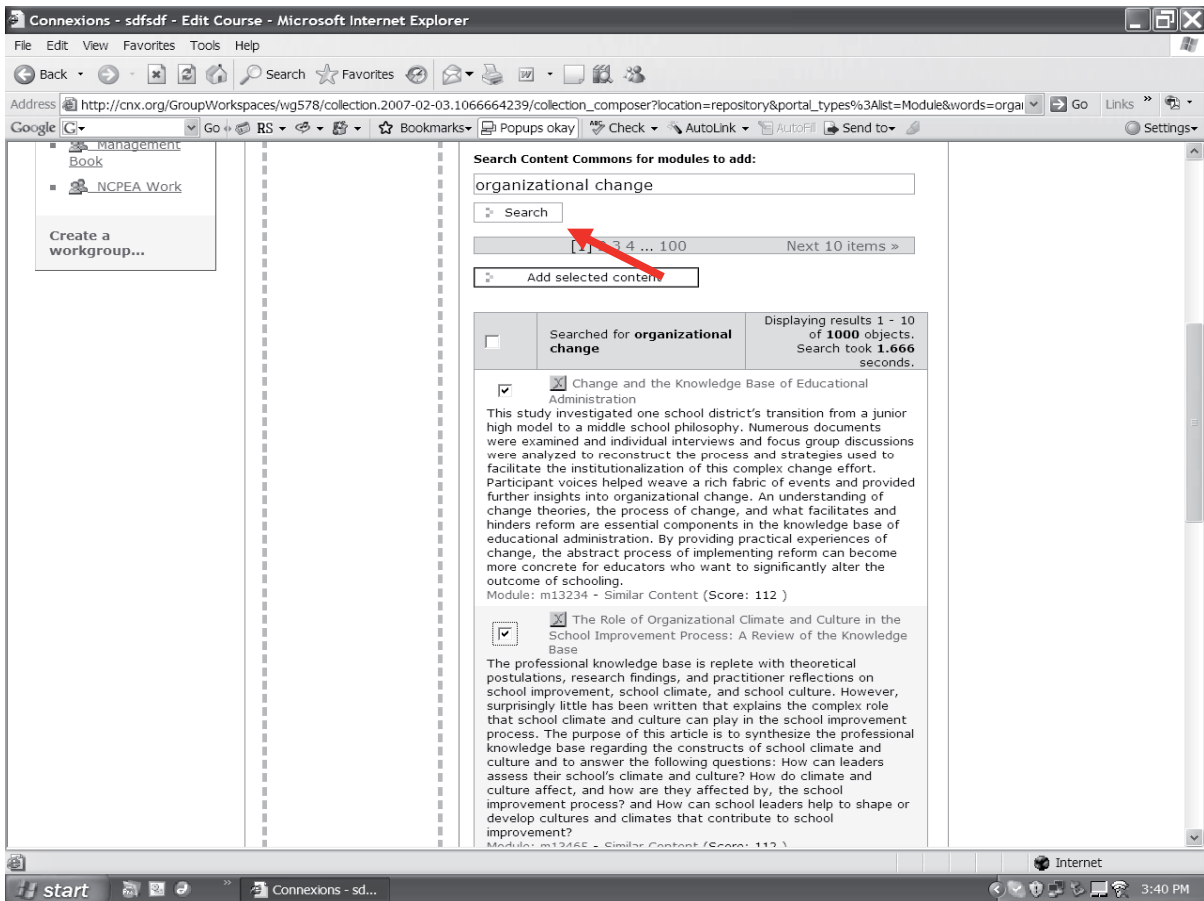 Connexions - sdfsdf - Edit Course - Microsoft Internet Explorer
File Edit View Favorites Tools Help
Back Search Favorites
Address http://cnx.org/GroupWorkspaces/wg578/collection.2007-02-03.1066664239/collection_composer?location=repository&portal_types%3Alist=Module&words=orgai Go Links »
Google G Go RS Bookmarks Popups okay Check AutoLink AutoFill Send to Settings
Management
Book
NCPEA Work
Create a
workgroup...
Search Content Commons for modules to add:
organizational change
Search
[1] 2 3 4 ... 100 Next 10 items »
Add selected content
Searched for organizational
change
Displaying results 1 - 10
of 1000 objects.
Search took 1.666
seconds.
Change and the Knowledge Base of Educational
Administration
This study investigated one school district's transition from a junior
high model to a middle school philosophy. Numerous documents
were examined and individual interviews and focus group discussions
were analyzed to reconstruct the process and strategies used to
facilitate the institutionalization of this complex change effort.
Participant voices helped weave a rich fabric of events and provided
further insights into organizational change. An understanding of
change theories, the process of change, and what facilitates and
hinders reform are essential components in the knowledge base of
educational administration. By providing practical experiences of
change, the abstract process of implementing reform can become
more concrete for educators who want to significantly alter the
outcome of schooling.
Module: m13234 - Similar Content (Score: 112 )
The Role of Organizational Climate and Culture in the
School Improvement Process: A Review of the Knowledge
Base
The professional knowledge base is replete with theoretical
postulations, research findings, and practitioner reflections on
school improvement, school climate, and school culture. However,
surprisingly little has been written that explains the complex role
that school climate and culture can play in the school improvement
process. The purpose of this article is to synthesize the professional
knowledge base regarding the constructs of school climate and
culture and to answer the following questions: How can leaders
assess their school's climate and culture? How do climate and
culture affect, and how are they affected by, the school
improvement process? and How can school leaders help to shape or
develop cultures and climates that contribute to school
improvement?
Module: m13465 - Similar Content (Score: 112 )
Internet
start » Connexions - sd... 3:40 PM